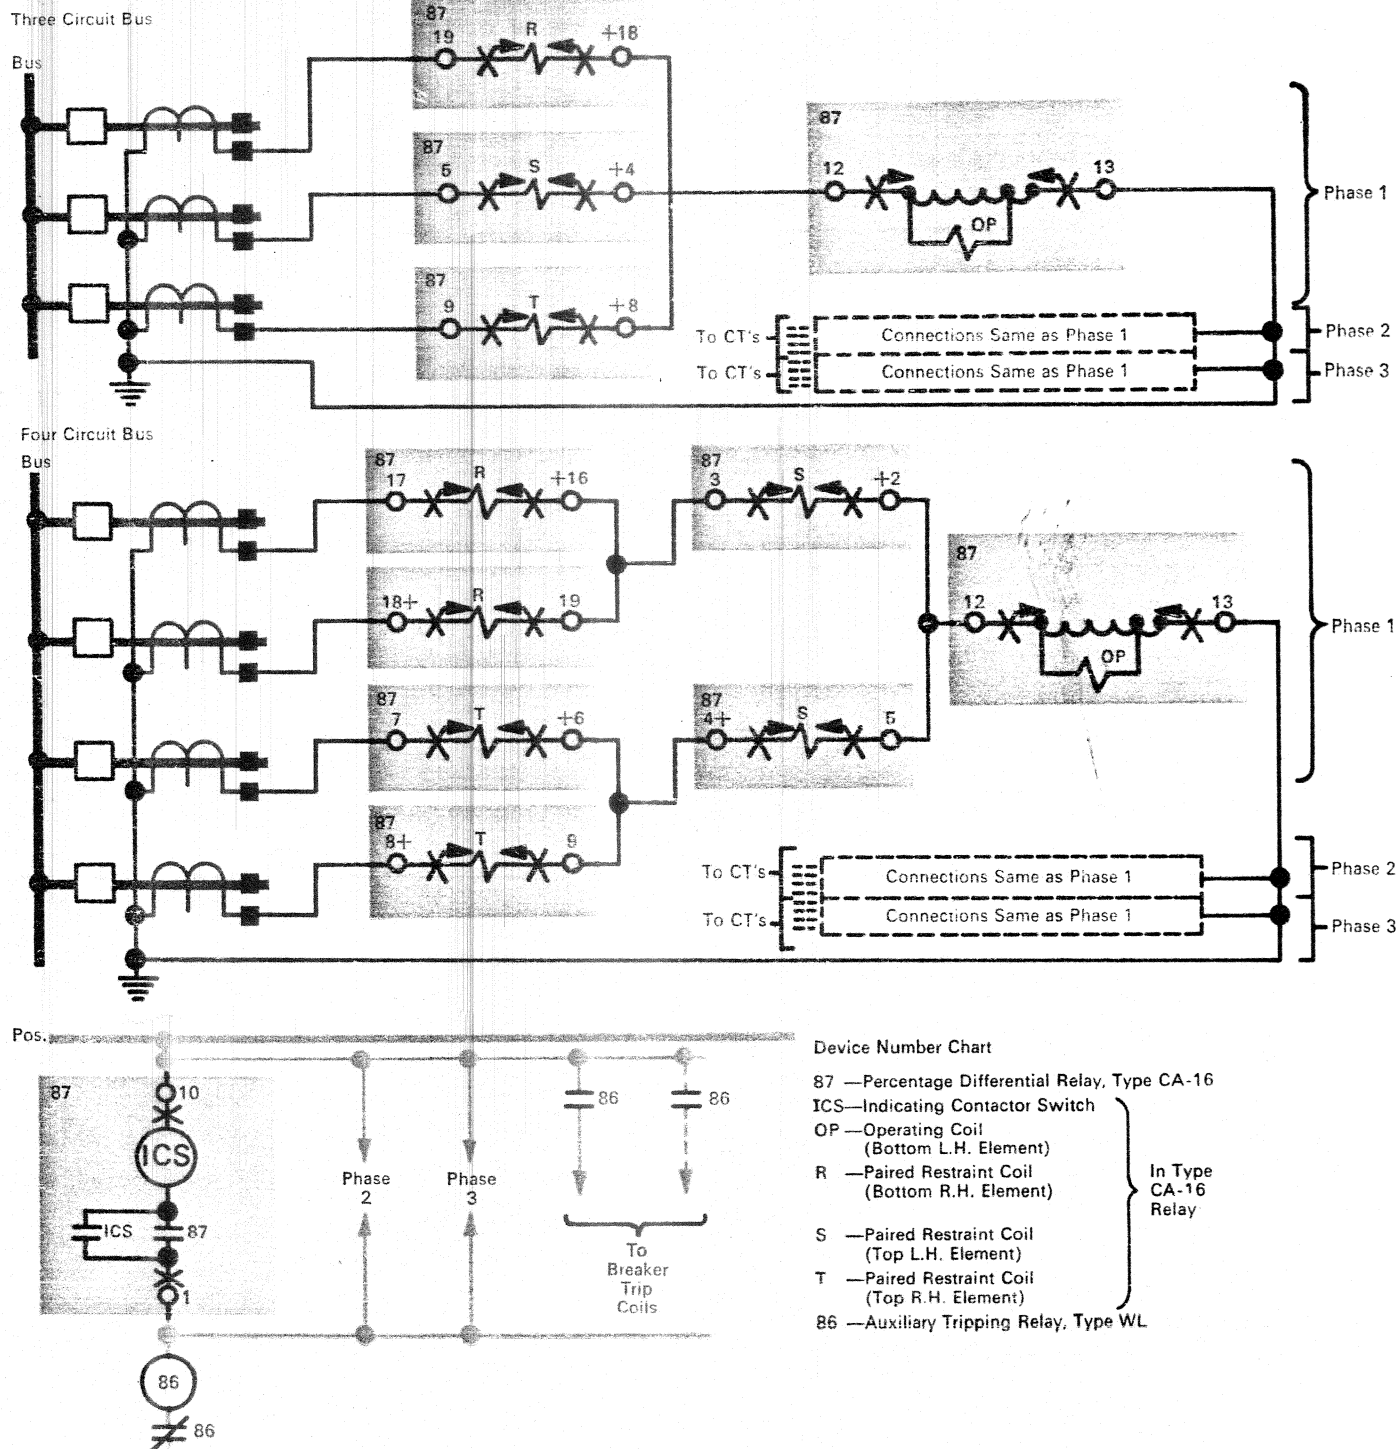 Three Circuit Bus
Bus
87
19 R +18
87
5 S +4
87
9 T +8
87
12 13
OP
Phase 1
To CT's Connections Same as Phase 1 Phase 2
To CT's Connections Same as Phase 1 Phase 3
Four Circuit Bus
Bus
87
17 R +16
87
3 S +2
18+ R 19
87
12 13
OP
Phase 1
87
7 T +6
87
4+ S 5
87
8+ T 9
To CT's Connections Same as Phase 1 Phase 2
To CT's Connections Same as Phase 1 Phase 3
Pos.
87
10
ICS
ICS 87
1
86
86
Phase
2
Phase
3
86 86
To
Breaker
Trip
Coils
Device Number Chart
87 —Percentage Differential Relay, Type CA-16
ICS—Indicating Contactor Switch
OP —Operating Coil
(Bottom L.H. Element)
R —Paired Restraint Coil
(Bottom R.H. Element)
S —Paired Restraint Coil
(Top L.H. Element)
T —Paired Restraint Coil
(Top R.H. Element)
In Type
CA-16
Relay
86 —Auxiliary Tripping Relay, Type WL